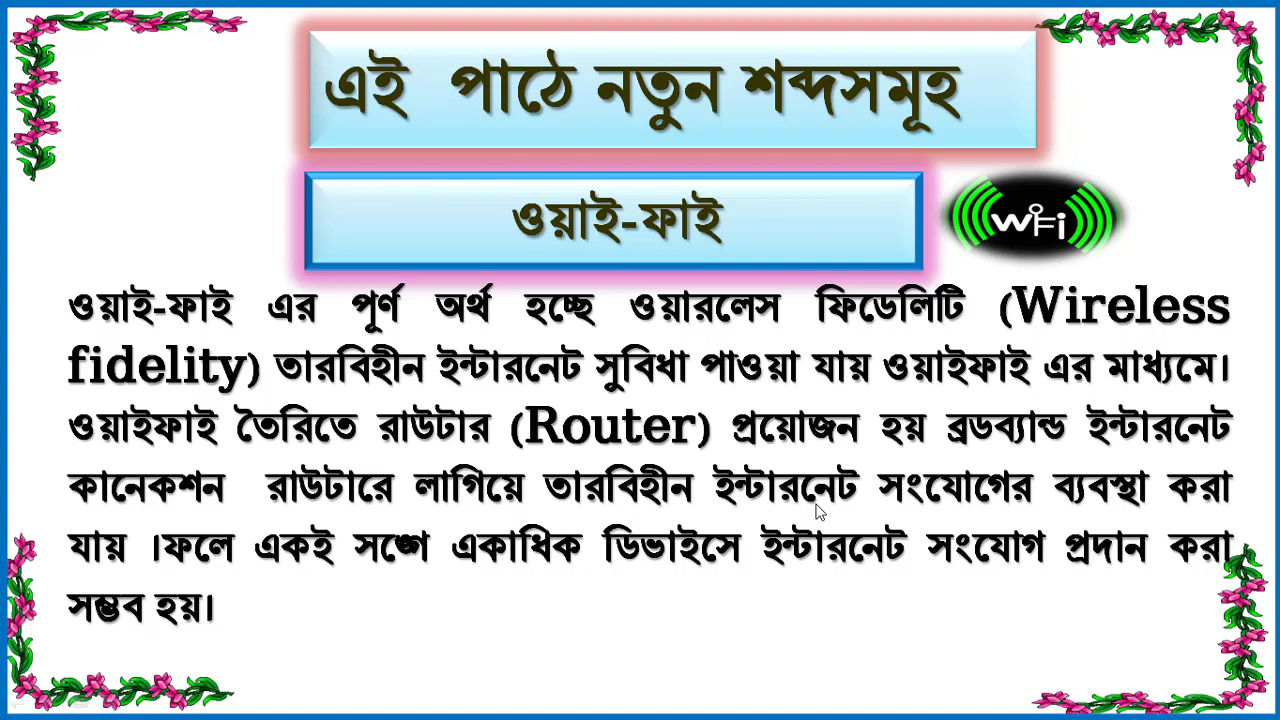 এই পাঠে নতুন শব্দসমূহ
ওয়াই-ফাই
WiFi
ওয়াই-ফাই এর পূর্ণ অর্থ হচ্ছে ওয়ারলেস ফিডেলিটি (Wireless
fidelity) তারবিহীন ইন্টারনেট সুবিধা পাওয়া যায় ওয়াইফাই এর মাধ্যমে।
ওয়াইফাই তৈরিতে রাউটার (Router) প্রয়োজন হয় ব্রডব্যান্ড ইন্টারনেট
কানেকশন রাউটারে লাগিয়ে তারবিহীন ইন্টারনেট সংযোগের ব্যবস্থা করা
যায় ।ফলে একই সঙ্গে একাধিক ডিভাইসে ইন্টারনেট সংযোগ প্রদান করা
সম্ভব হয়।